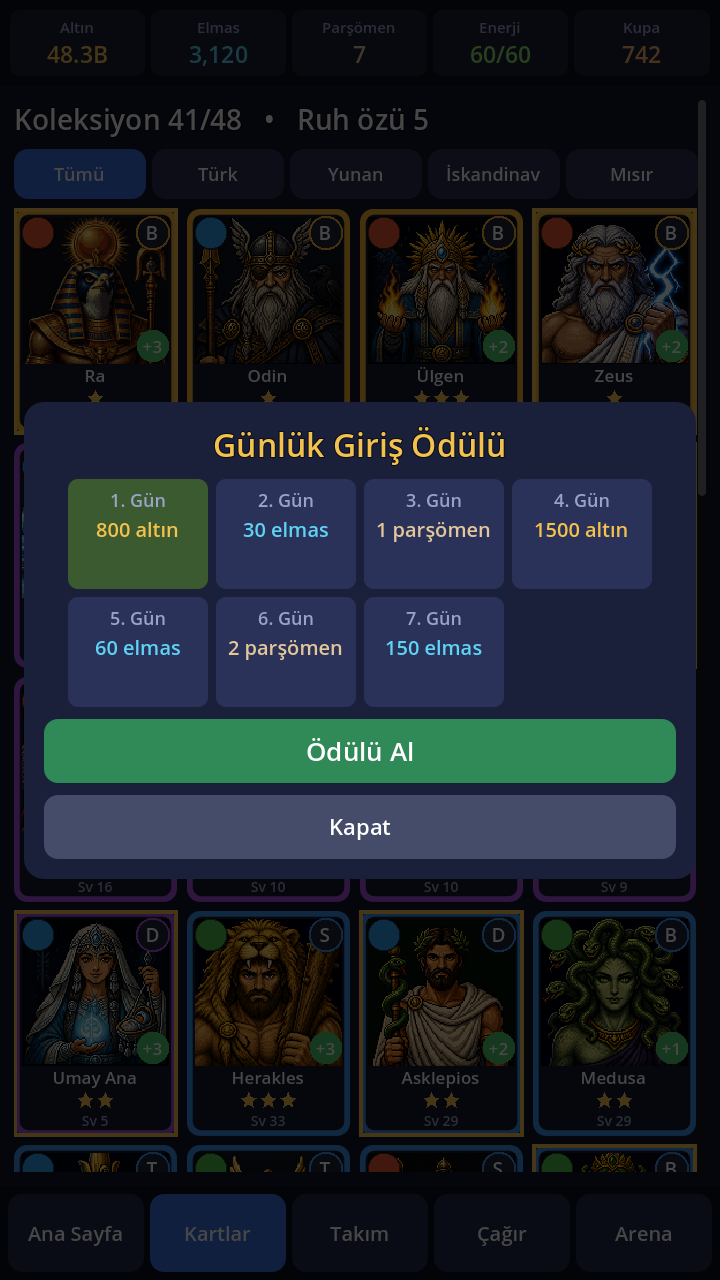 Altın Elmas Parşömen Enerji Kupa
48.3B 3,120 7 60/60 742
Koleksiyon 41/48 • Ruh özü 5
Tümü Türk Yunan İskandinav Mısır
B B B B
+3 +2 +2
Ra Odin Ülgen Zeus
Günlük Giriş Ödülü
1. Gün 2. Gün 3. Gün 4. Gün
800 altın 30 elmas 1 parşömen 1500 altın
5. Gün 6. Gün 7. Gün
60 elmas 2 parşömen 150 elmas
Ödülü Al
Kapat
Sv 16 Sv 10 Sv 10 Sv 9
D S D B
+3 +3 +2 +1
Umay Ana Herakles Asklepios Medusa
Sv 5 Sv 33 Sv 29 Sv 29
T T S B
Ana Sayfa Kartlar Takım Çağır Arena